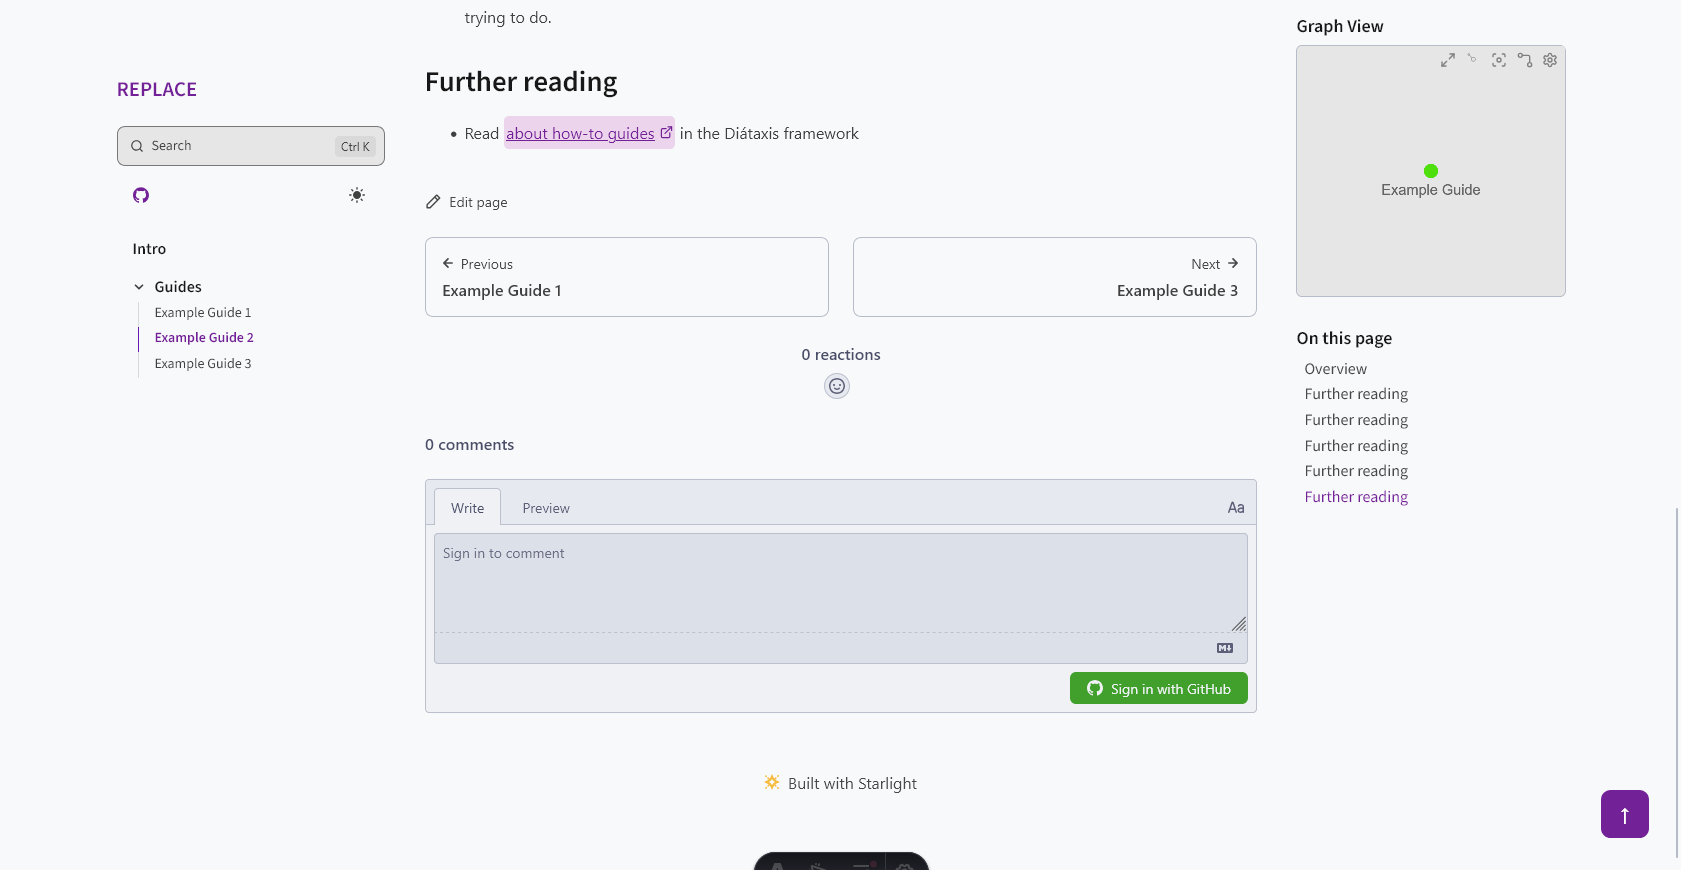 trying to do.
REPLACE
Search
Ctrl K
Intro
Guides
Example Guide 1
Example Guide 2
Example Guide 3
Further reading
• Read about how-to guides in the Diátaxis framework
Edit page
Previous
Example Guide 1
Next
Example Guide 3
0 reactions
0 comments
Write
Preview
Aa
Sign in to comment
M↓
Sign in with GitHub
Built with Starlight
Graph View
Example Guide
On this page
Overview
Further reading
Further reading
Further reading
Further reading
Further reading